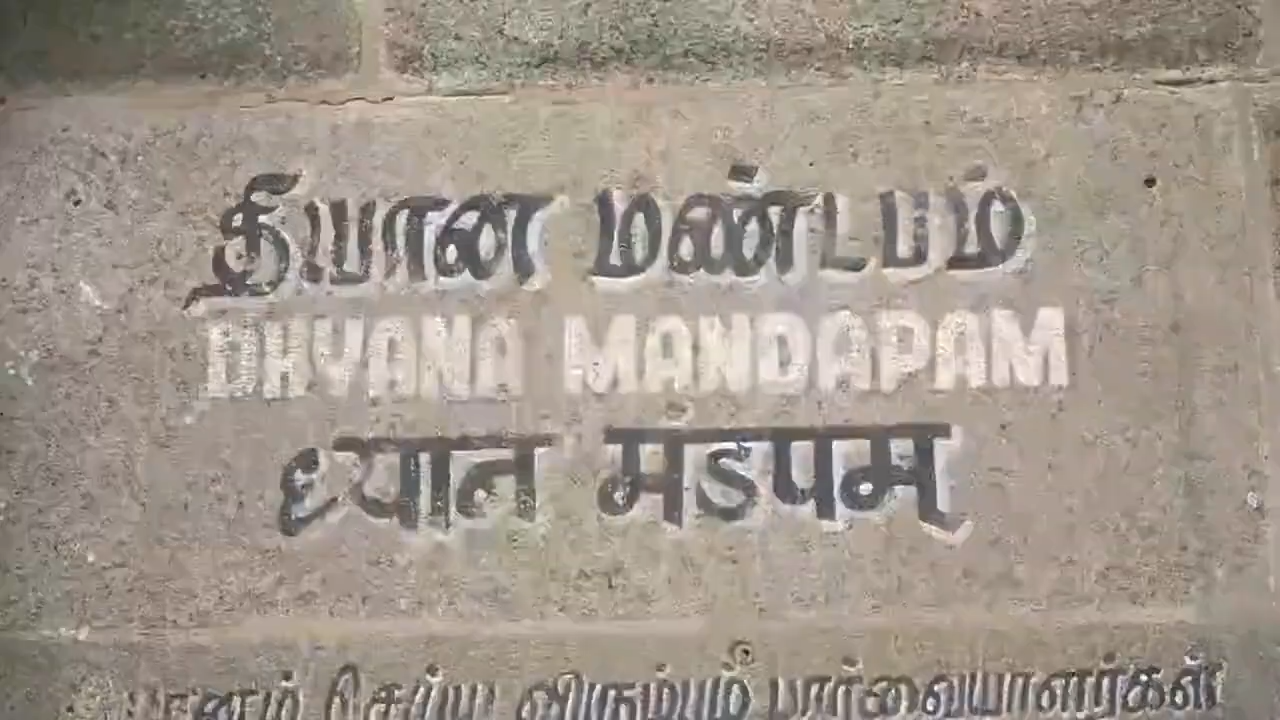 தியான மண்டபம்
DHYANA MANDAPAM
ध्यान मंडपम्
செய்ய விரும்பும் பார்வையாளர்கள்